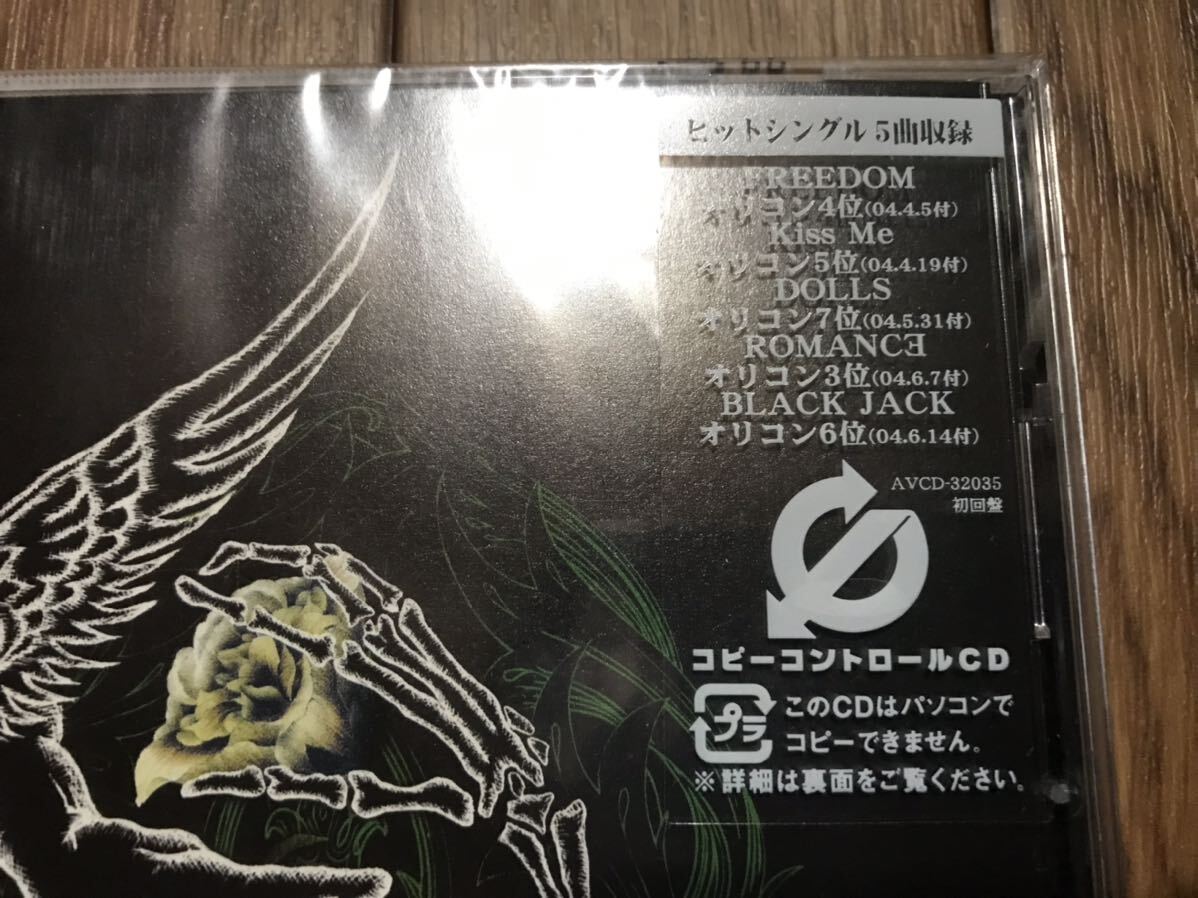 ヒットシングル5曲収録
FREEDOM
オリコン4位(04.4.5付)
Kiss Me
オリコン5位(04.4.19付)
DOLLS
オリコン7位(04.5.31付)
ROMANCƎ
オリコン3位(04.6.7付)
BLACK JACK
オリコン6位(04.6.14付)
AVCD-32035
初回盤
コピーコントロールCD
プラ
このCDはパソコンで
コピーできません。
※詳細は裏面をご覧ください。